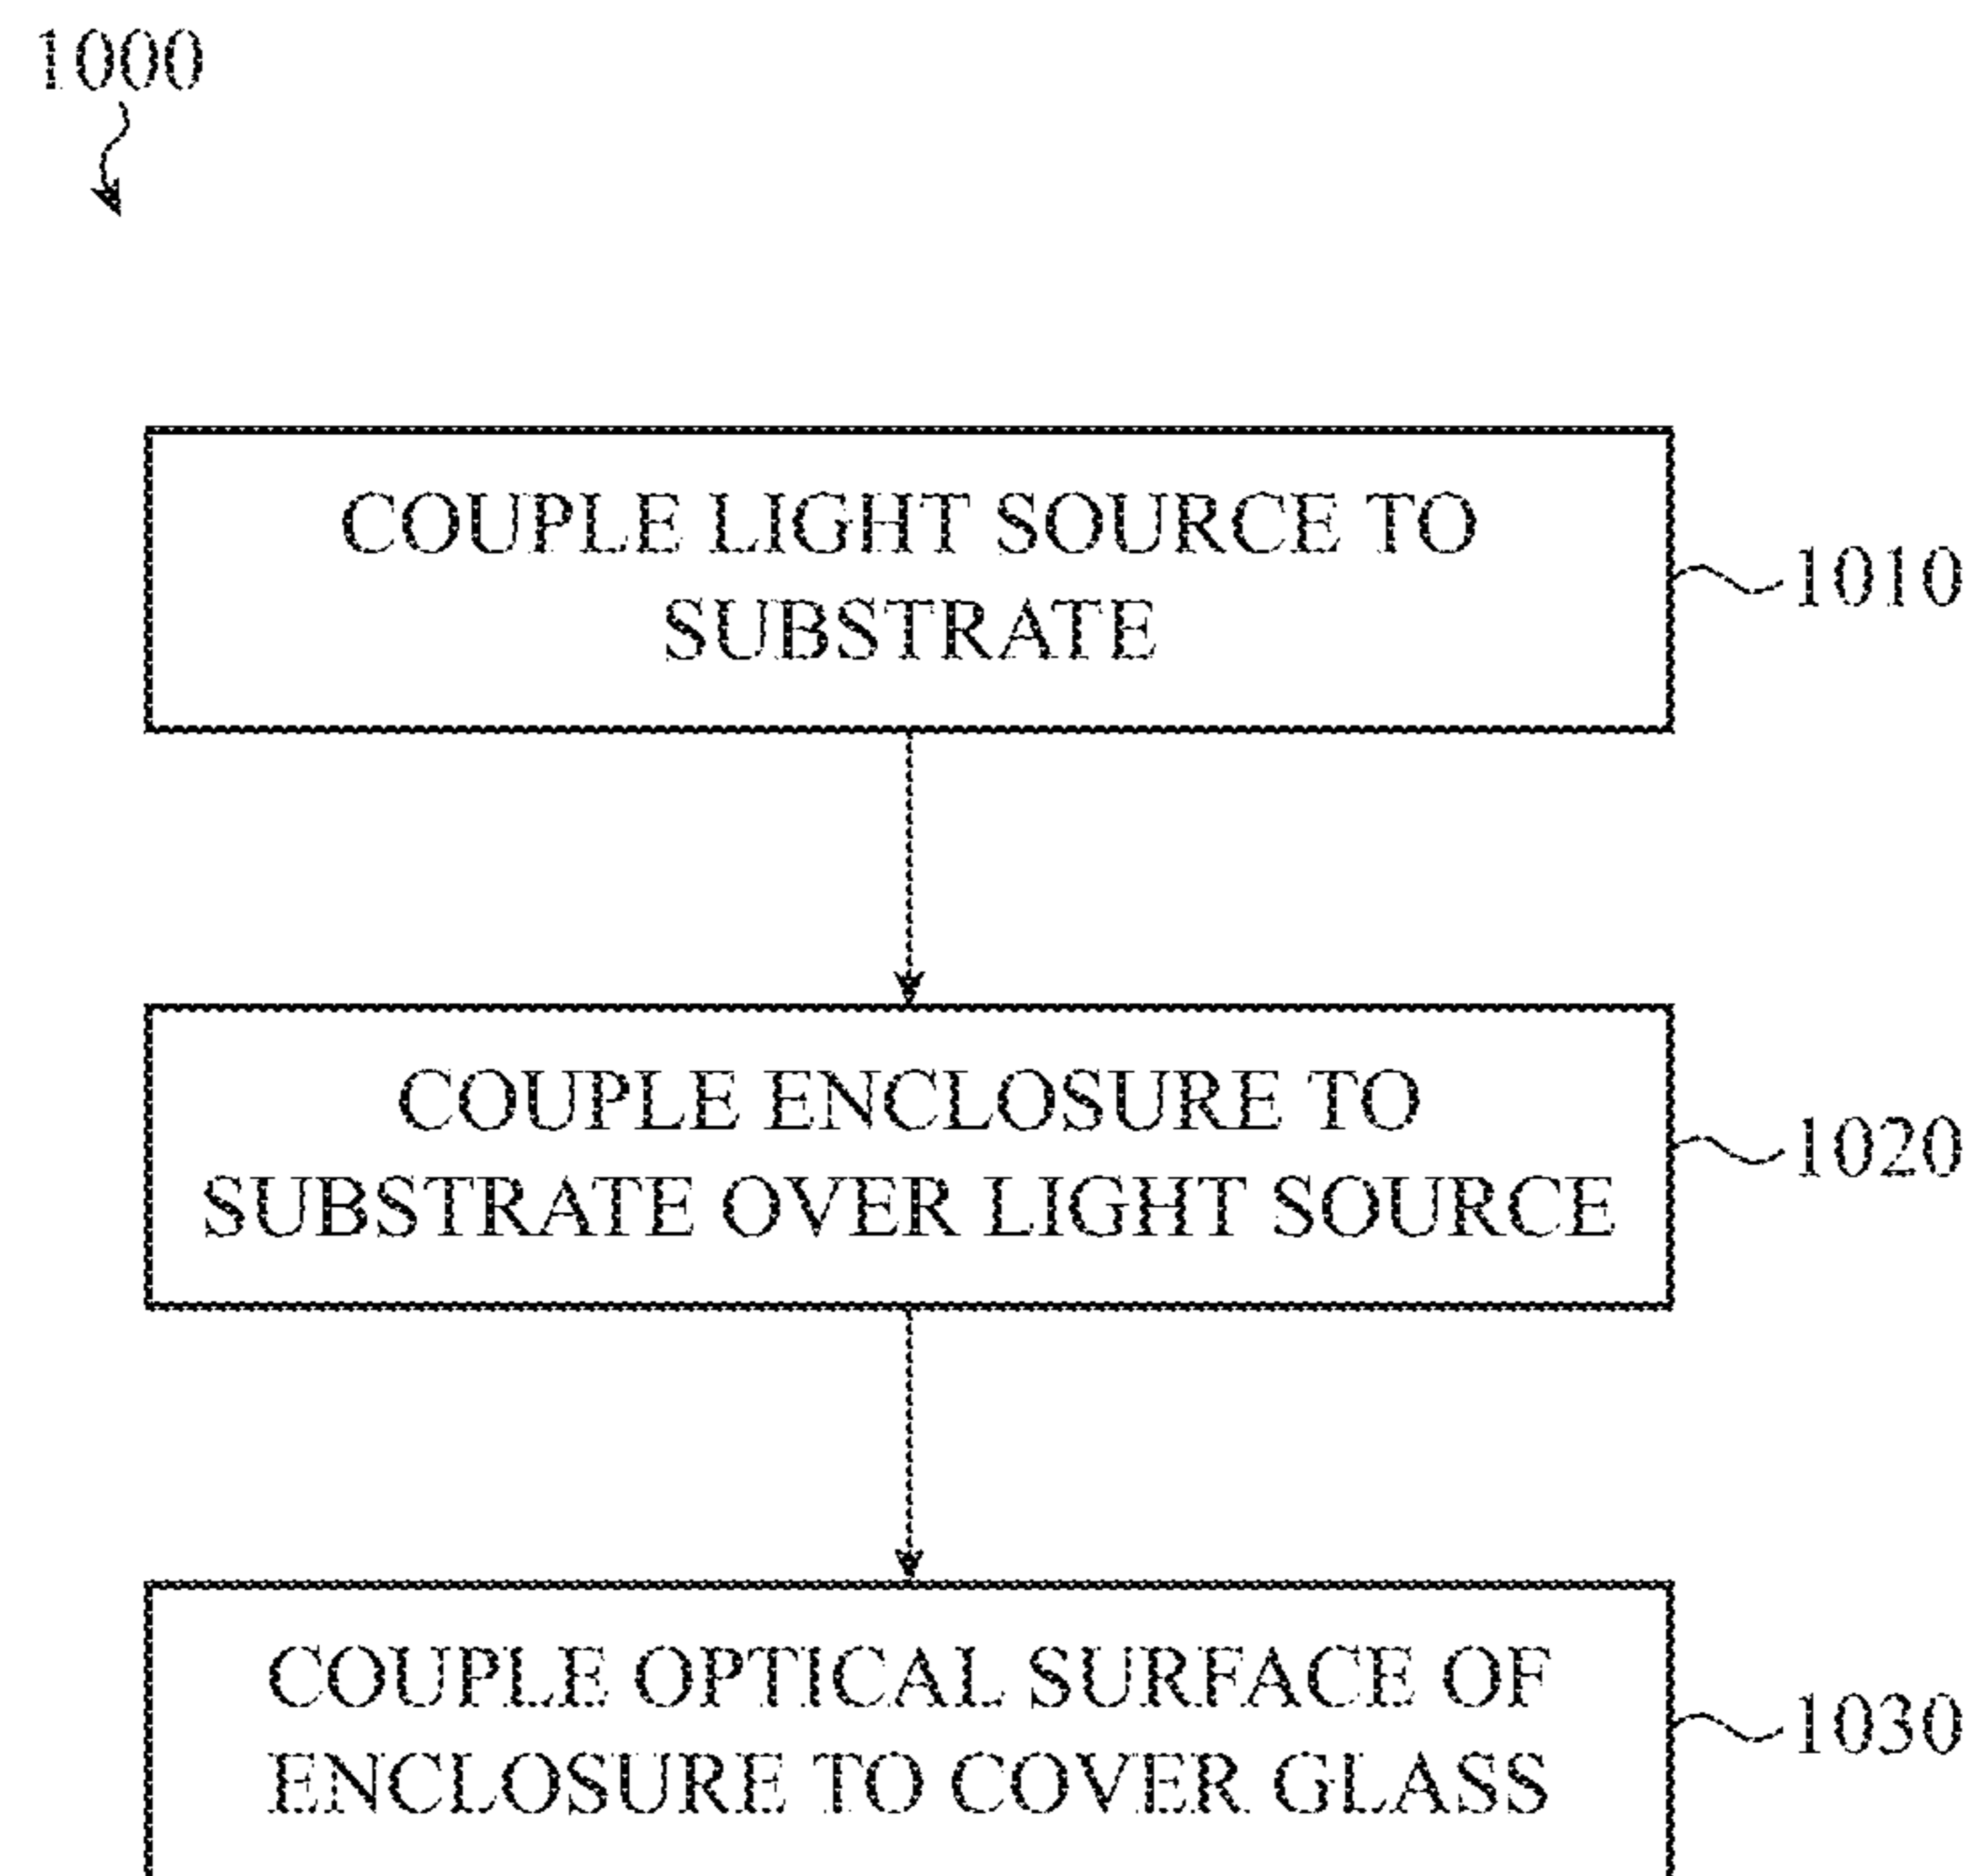 1000
COUPLE LIGHT SOURCE TO
SUBSTRATE
1010
COUPLE ENCLOSURE TO
SUBSTRATE OVER LIGHT SOURCE
1020
COUPLE OPTICAL SURFACE OF
ENCLOSURE TO COVER GLASS
1030